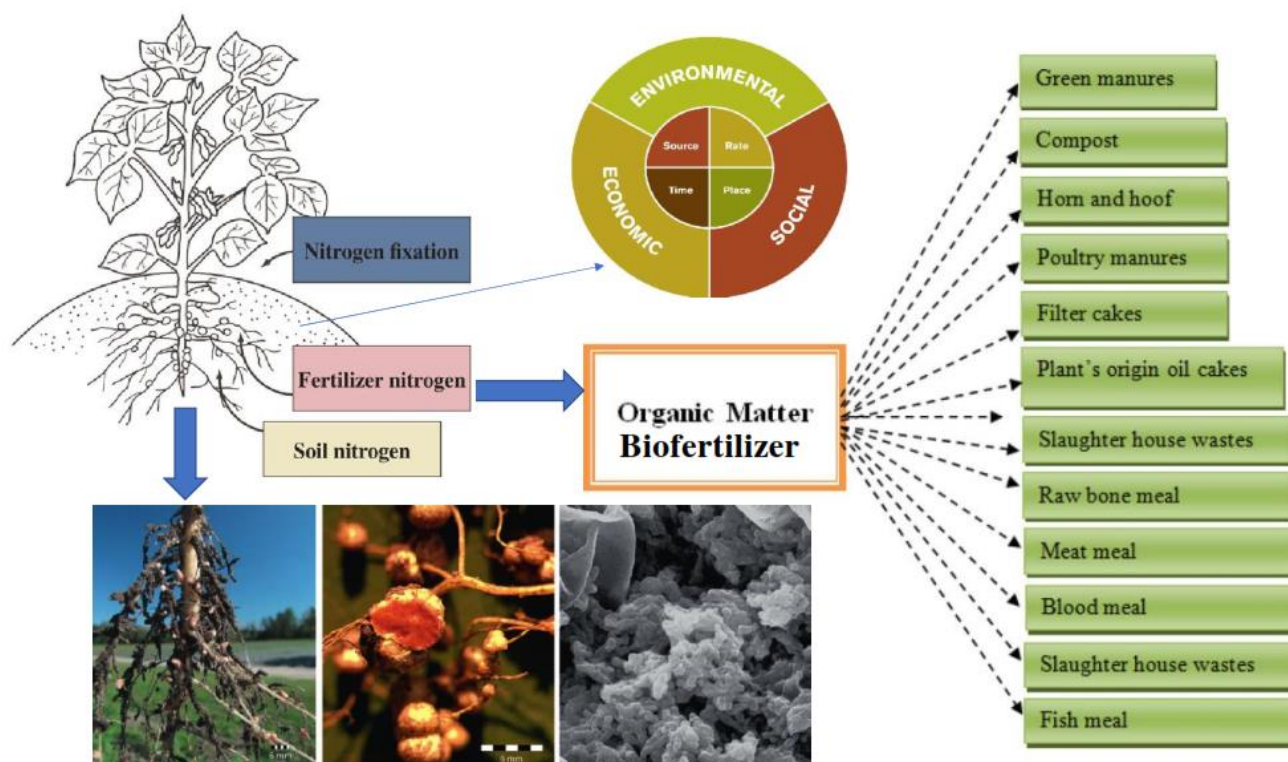 Nitrogen fixation
Fertilizer nitrogen
Soil nitrogen
ENVIRONMENTAL
ECONOMIC
SOCIAL
Source
Rate
Time
Place
Organic Matter
Biofertilizer
Green manures
Compost
Horn and hoof
Poultry manures
Filter cakes
Plant`s origin oil cakes
Slaughter house wastes
Raw bone meal
Meat meal
Blood meal
Slaughter house wastes
Fish meal